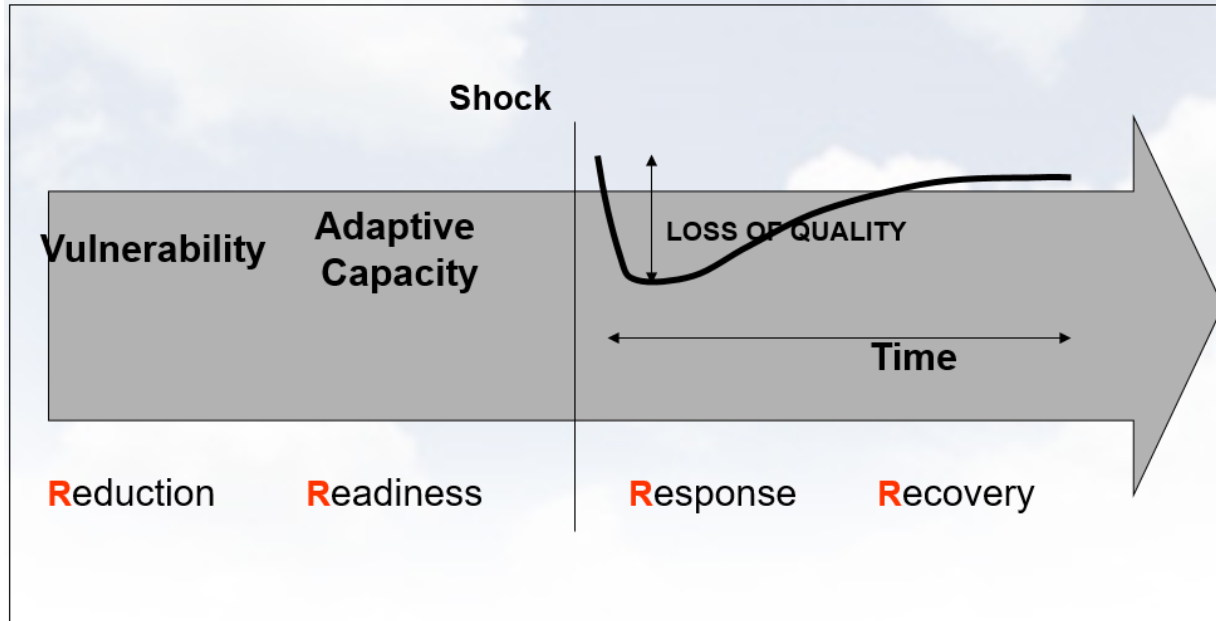 Shock
Vulnerability
Adaptive
Capacity
LOSS OF QUALITY
Time
Reduction
Readiness
Response
Recovery